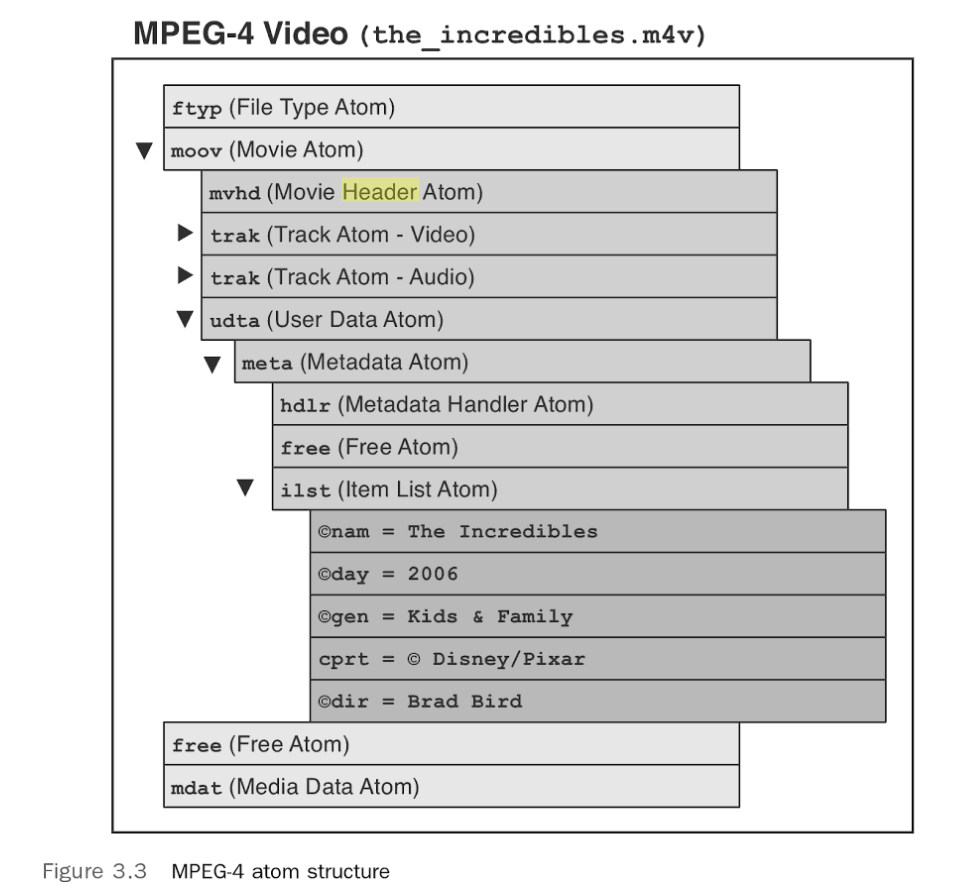 MPEG-4 Video (the_incredibles.m4v)
ftyp (File Type Atom)
moov (Movie Atom)
mvhd (Movie Header Atom)
trak (Track Atom - Video)
trak (Track Atom - Audio)
udta (User Data Atom)
meta (Metadata Atom)
hdlr (Metadata Handler Atom)
free (Free Atom)
ilst (Item List Atom)
©nam = The Incredibles
©day = 2006
©gen = Kids & Family
cprt = © Disney/Pixar
©dir = Brad Bird
free (Free Atom)
mdat (Media Data Atom)
Figure 3.3 MPEG-4 atom structure